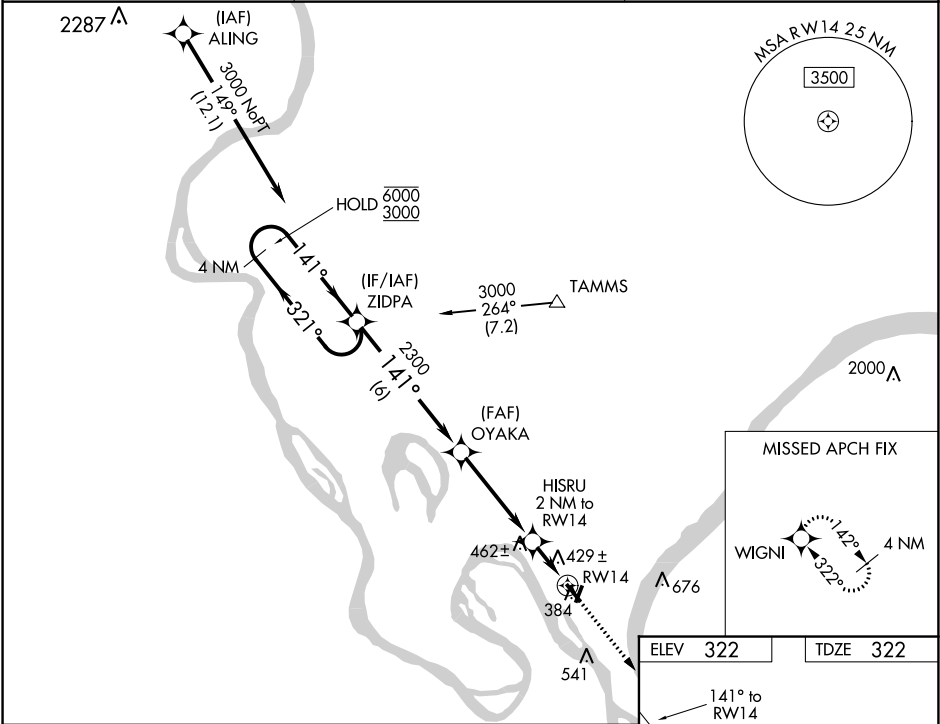 2287
(IAF)
ALING
3000 NoPT
149°
(12.1)
MSA RW14 25 NM
3500
HOLD 6000
3000
4 NM
141°
321°
(IF/IAF)
ZIDPA
3000
264°
(7.2)
TAMMS
2300
141°
(6)
2000
(FAF)
OYAKA
MISSED APCH FIX
WIGNI
142°
322°
4 NM
HISRU
2 NM to
RW14
462±
429±
RW14
384
676
541
ELEV 322
TDZE 322
141° to
RW14